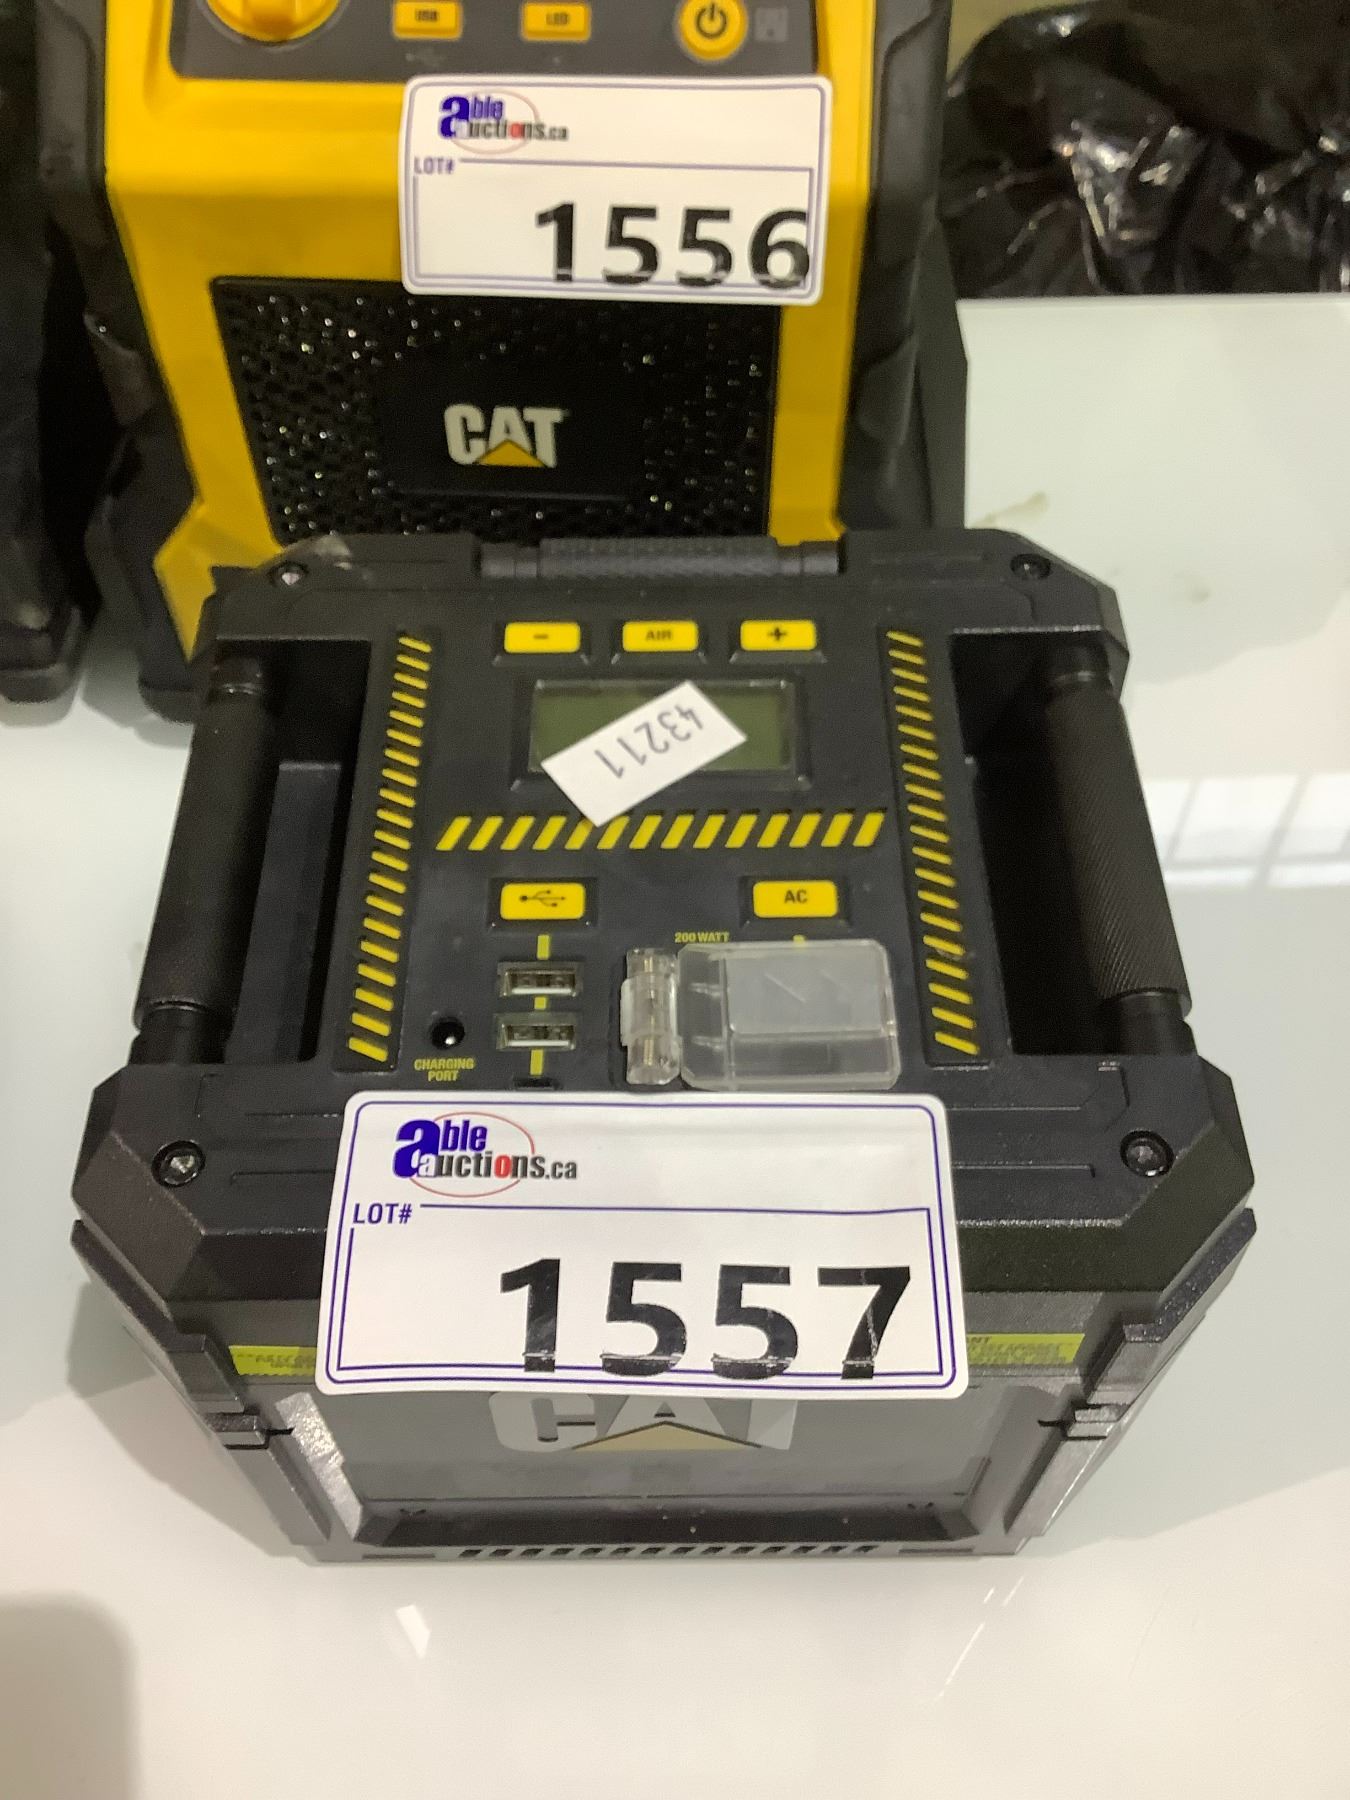 USB LED
able
auctions.ca
LOT#
1556
CAT
- AIR +
43211
AC
200 WATT
CHARGING
PORT
able
auctions.ca
LOT#
1557
CAT